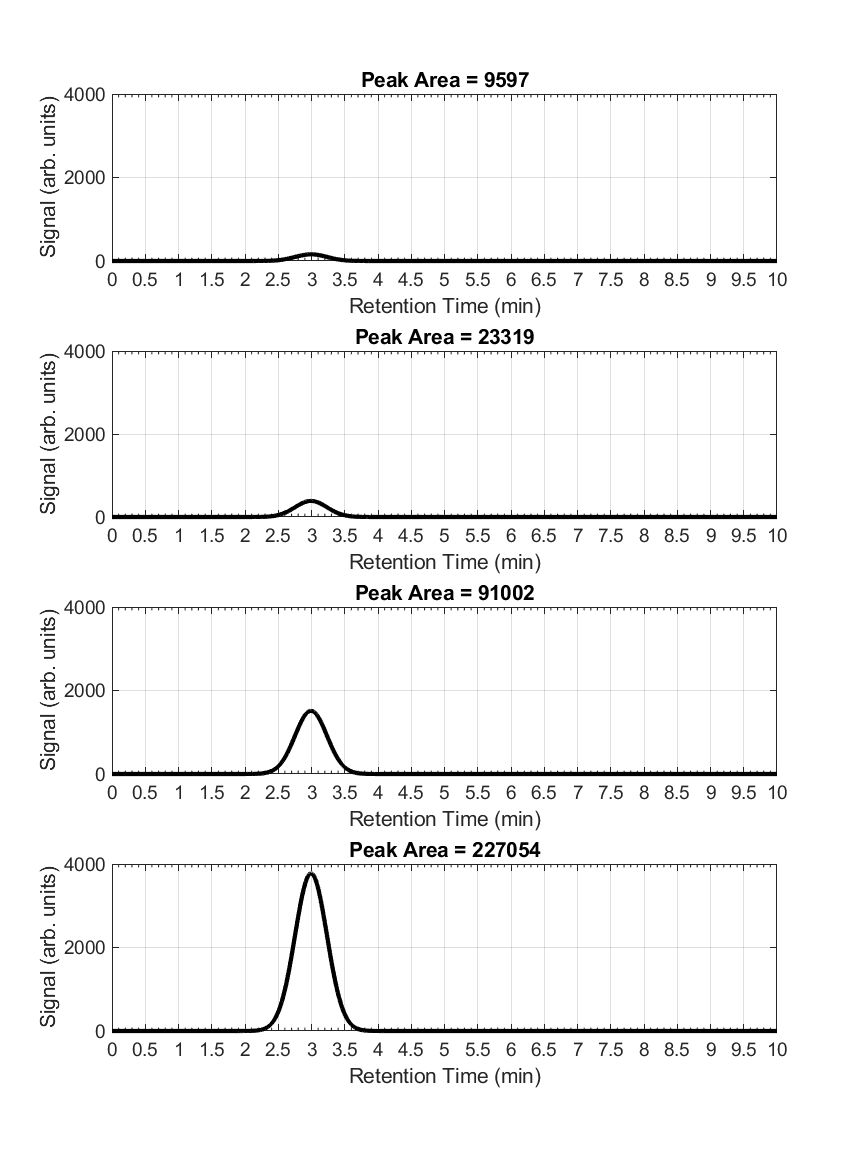 Peak Area = 9597
4000
2000
0
Signal (arb. units)
0 0.5 1 1.5 2 2.5 3 3.5 4 4.5 5 5.5 6 6.5 7 7.5 8 8.5 9 9.5 10
Retention Time (min)
Peak Area = 23319
4000
2000
0
Signal (arb. units)
0 0.5 1 1.5 2 2.5 3 3.5 4 4.5 5 5.5 6 6.5 7 7.5 8 8.5 9 9.5 10
Retention Time (min)
Peak Area = 91002
4000
2000
0
Signal (arb. units)
0 0.5 1 1.5 2 2.5 3 3.5 4 4.5 5 5.5 6 6.5 7 7.5 8 8.5 9 9.5 10
Retention Time (min)
Peak Area = 227054
4000
2000
0
Signal (arb. units)
0 0.5 1 1.5 2 2.5 3 3.5 4 4.5 5 5.5 6 6.5 7 7.5 8 8.5 9 9.5 10
Retention Time (min)